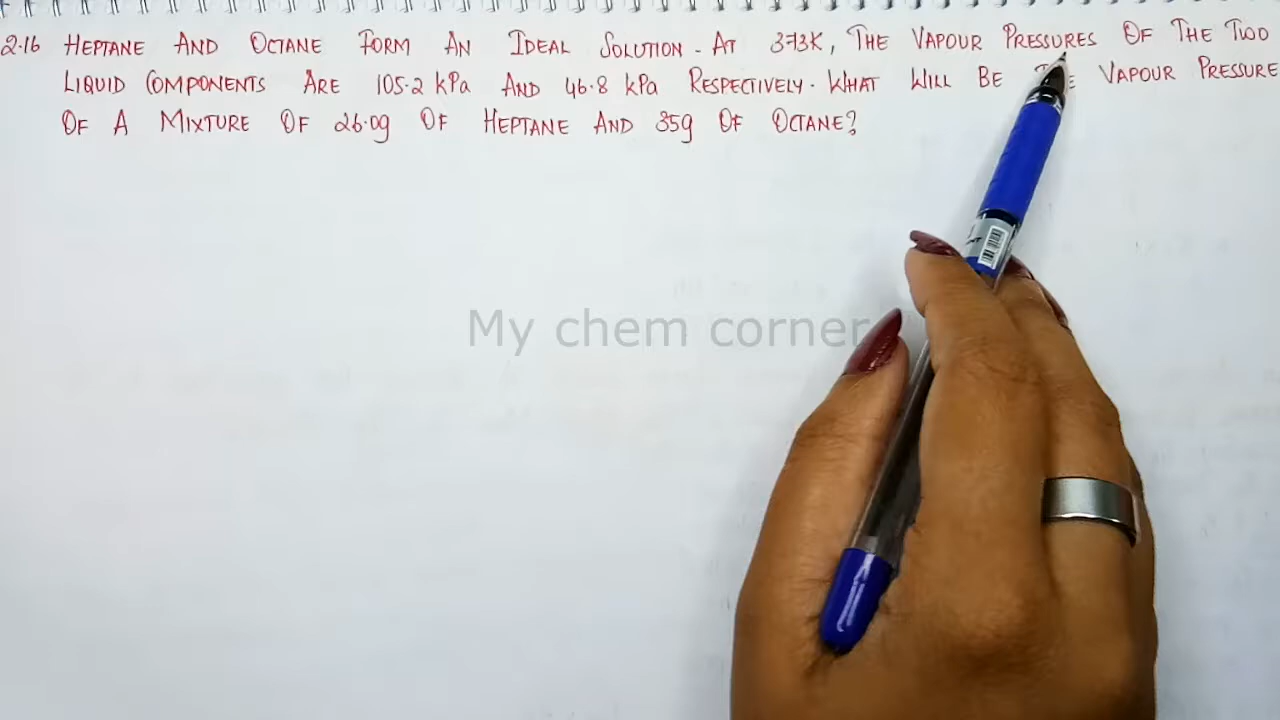 2.16 HEPTANE AND OCTANE FORM AN IDEAL SOLUTION. AT 373K, THE VAPOUR PRESSURES OF THE TWO
LIQUID COMPONENTS ARE 105.2 kPa AND 46.8 kPa RESPECTIVELY. WHAT WILL BE VAPOUR PRESSURE
OF A MIXTURE OF 26.0g OF HEPTANE AND 35g OF OCTANE?
My chem corner